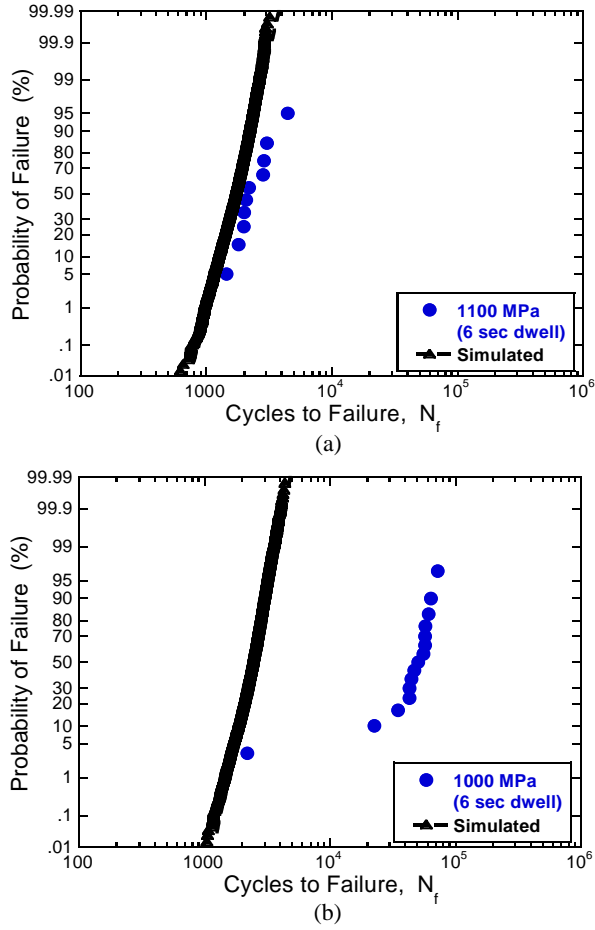 99.99
99.9
99
95
90
80
70
50
30
20
10
5
1
.1
.01
Probability of Failure (%)
1100 MPa
(6 sec dwell)
Simulated
100 1000 10^4 10^5 10^6
Cycles to Failure, N_f
(a)
99.99
99.9
99
95
90
80
70
50
30
20
10
5
1
.1
.01
Probability of Failure (%)
1000 MPa
(6 sec dwell)
Simulated
100 1000 10^4 10^5 10^6
Cycles to Failure, N_f
(b)